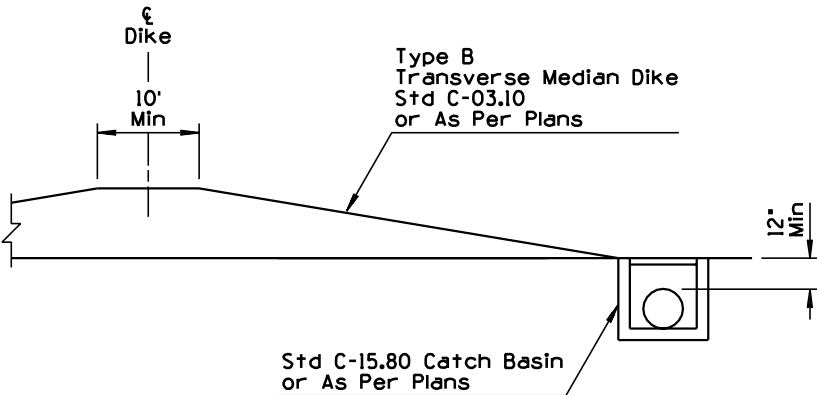 ℄
Dike
10'
Min
Type B
Transverse Median Dike
Std C-03.10
or As Per Plans
12"
Min
Std C-15.80 Catch Basin
or As Per Plans